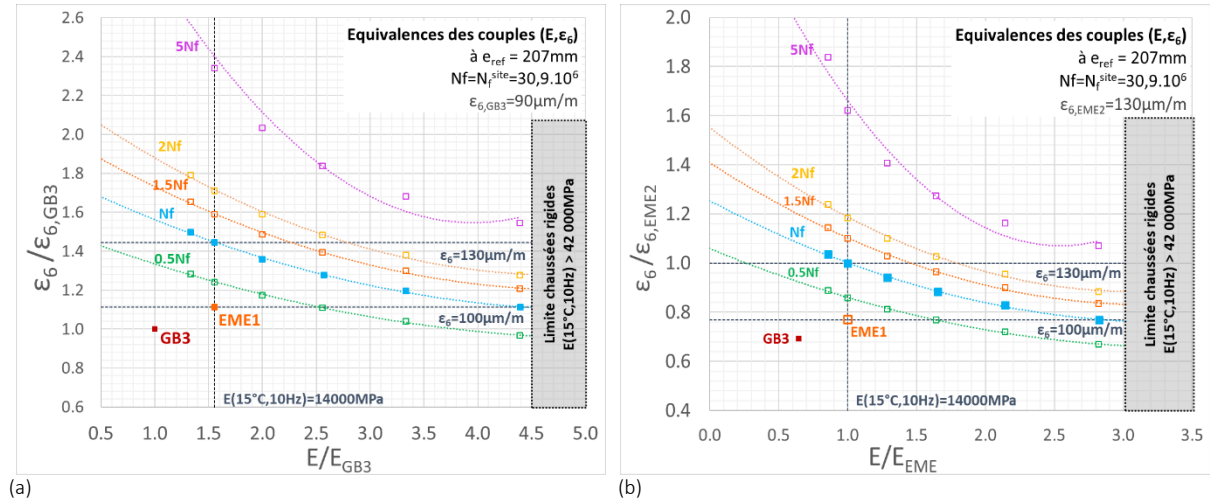 Equivalences des couples (E,ε6)
à eref = 207mm
Nf=Nfsite=30,9.10⁶
ε6,GB3=90µm/m
2.6
2.4
2.2
2.0
1.8
1.6
1.4
1.2
1.0
0.8
0.6
ε6 /ε6,GB3
5Nf
2Nf
1.5Nf
Nf
0.5Nf
ε6=130µm/m
ε6=100µm/m
EME1
GB3
E(15°C,10Hz)=14000MPa
Limite chaussées rigides
E(15°C,10Hz) > 42 000MPa
0.5 1.0 1.5 2.0 2.5 3.0 3.5 4.0 4.5 5.0
E/EGB3
(a)
Equivalences des couples (E,ε6)
à eref = 207mm
Nf=Nfsite=30,9.10⁶
ε6,EME2=130µm/m
2.0
1.8
1.6
1.4
1.2
1.0
0.8
0.6
0.4
ε6 /ε6,EME2
5Nf
2Nf
1.5Nf
Nf
0.5Nf
ε6=130µm/m
ε6=100µm/m
GB3
EME1
E(15°C,10Hz)=14000MPa
Limite chaussées rigides
E(15°C,10Hz) > 42 000MPa
0.0 0.5 1.0 1.5 2.0 2.5 3.0 3.5
E/EEME
(b)